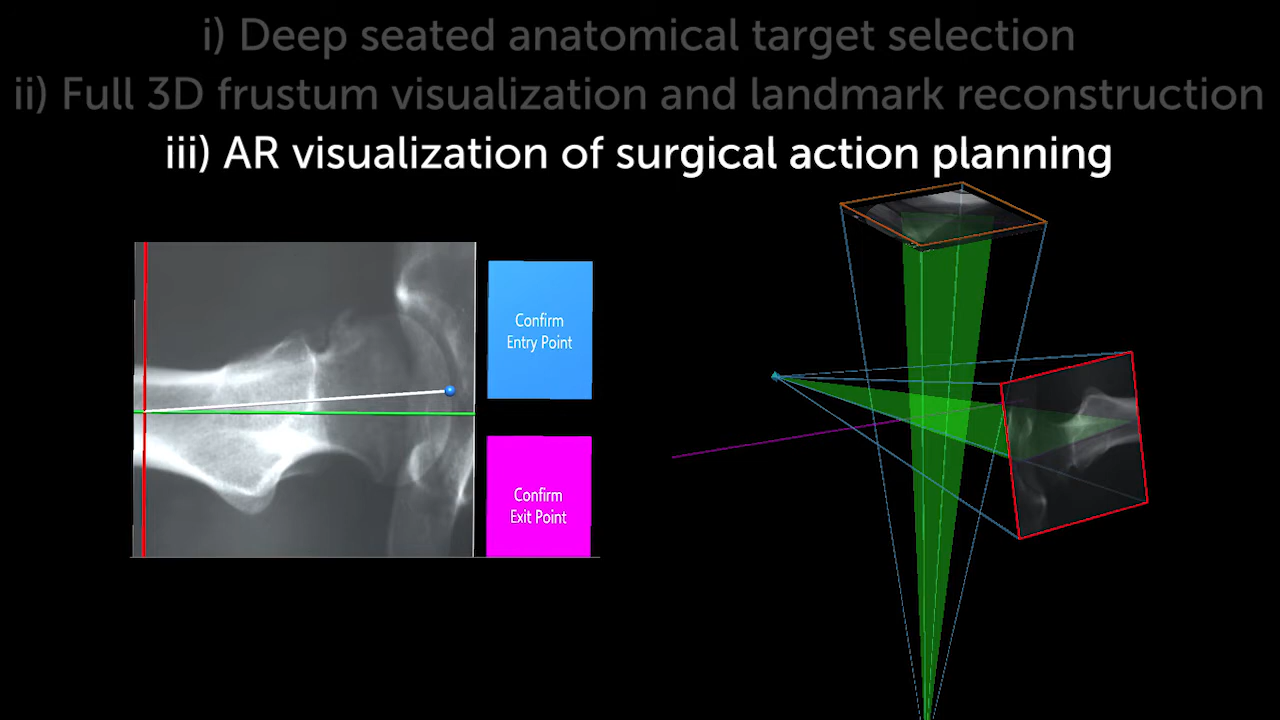 i) Deep seated anatomical target selection
ii) Full 3D frustum visualization and landmark reconstruction
iii) AR visualization of surgical action planning
Confirm
Entry Point
Confirm
Exit Point